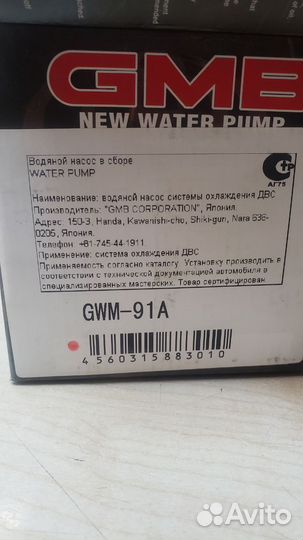 GMB
NEW WATER PUMP
Водяной насос в сборе
WATER PUMP
АГ75
Наименование: водяной насос системы охлаждения ДВС
Производитель: "GMB CORPORATION", Япония.
Адрес: 150-3, Handa, Kawanishi-cho, Shiki-gun, Nara 636-
0205, Япония.
Телефон: +81-745-44-1911.
Применение: система охлаждения ДВС
Применяемость согласно каталогу. Установку производить в
соответствии с технической документацией автомобиля в
специализированных мастерских. Товар сертифицирован.
GWM-91A
4560315883010
Avito